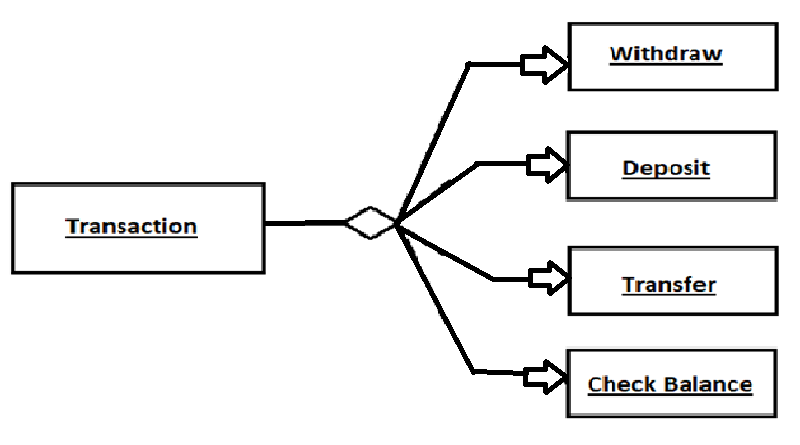 Withdraw
Deposit
Transaction
Transfer
Check Balance